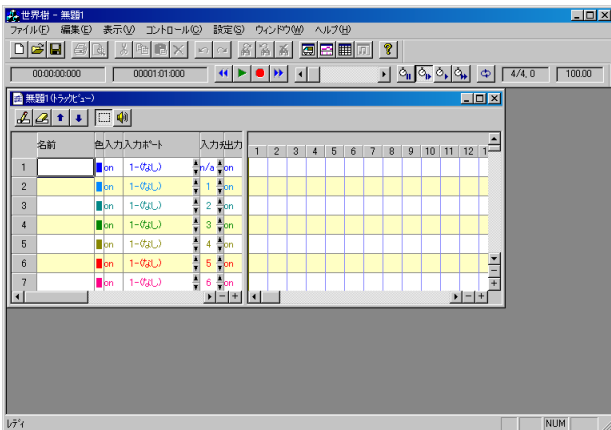 世界樹 - 無題1
ファイル(F) 編集(E) 表示(V) コントロール(C) 設定(S) ウィンドウ(W) ヘルプ(H)
00:00:00:000 00001:01:000 4/4, 0 100.00
無題1 (トラックビュー)
名前 色 入力 入力ポート 入力 出力 1 2 3 4 5 6 7 8 9 10 11 12 1
1 on 1-(なし) n/a on
2 on 1-(なし) 1 on
3 on 1-(なし) 2 on
4 on 1-(なし) 3 on
5 on 1-(なし) 4 on
6 on 1-(なし) 5 on
7 on 1-(なし) 6 on
レディ NUM